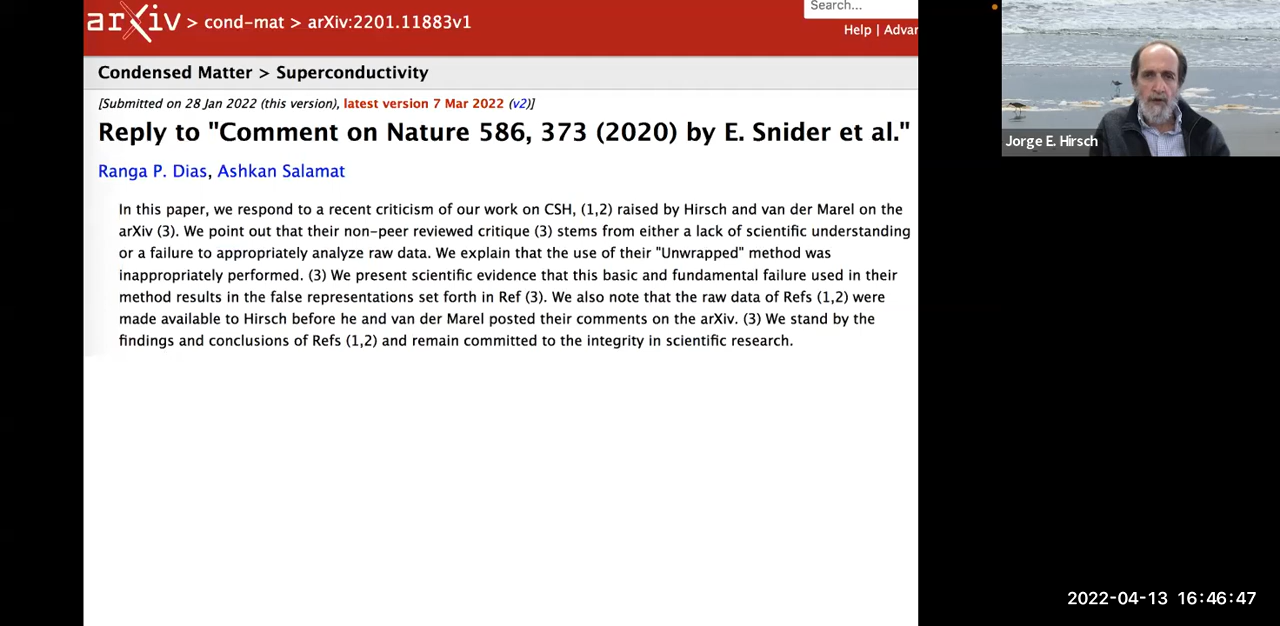 arXiv > cond-mat > arXiv:2201.11883v1
Search...
Help | Advan
Condensed Matter > Superconductivity
[Submitted on 28 Jan 2022 (this version), latest version 7 Mar 2022 (v2)]
Reply to "Comment on Nature 586, 373 (2020) by E. Snider et al."
Ranga P. Dias, Ashkan Salamat
In this paper, we respond to a recent criticism of our work on CSH, (1,2) raised by Hirsch and van der Marel on the
arXiv (3). We point out that their non-peer reviewed critique (3) stems from either a lack of scientific understanding
or a failure to appropriately analyze raw data. We explain that the use of their "Unwrapped" method was
inappropriately performed. (3) We present scientific evidence that this basic and fundamental failure used in their
method results in the false representations set forth in Ref (3). We also note that the raw data of Refs (1,2) were
made available to Hirsch before he and van der Marel posted their comments on the arXiv. (3) We stand by the
findings and conclusions of Refs (1,2) and remain committed to the integrity in scientific research.
Jorge E. Hirsch
2022-04-13 16:46:47